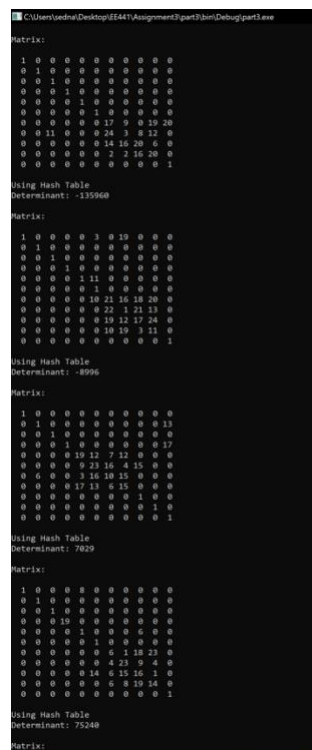 C:\Users\sedna\Desktop\EE441\Assignment3\part3\bin\Debug\part3.exe
Matrix:
1 0 0 0 0 0 0 0 0 0 0
0 1 0 0 0 0 0 0 0 0 0
0 0 1 0 0 0 0 0 0 0 0
0 0 0 1 0 0 0 0 0 0 0
0 0 0 0 1 0 0 0 0 0 0
0 0 0 0 0 1 0 0 0 0 0
0 0 0 0 0 0 17 9 0 19 20
0 0 11 0 0 0 24 3 8 12 0
0 0 0 0 0 0 14 16 20 6 0
0 0 0 0 0 0 2 2 16 20 0
0 0 0 0 0 0 0 0 0 0 1
Using Hash Table
Determinant: -135960
Matrix:
1 0 0 0 0 3 0 19 0 0 0
0 1 0 0 0 0 0 0 0 0 0
0 0 1 0 0 0 0 0 0 0 0
0 0 0 1 0 0 0 0 0 0 0
0 0 0 0 1 11 0 0 0 0 0
0 0 0 0 0 1 0 0 0 0 0
0 0 0 0 0 10 21 16 18 20 0
0 0 0 0 0 0 22 1 21 13 0
0 0 0 0 0 0 19 12 17 24 0
0 0 0 0 0 0 10 19 3 11 0
0 0 0 0 0 0 0 0 0 0 1
Using Hash Table
Determinant: -8996
Matrix:
1 0 0 0 0 0 0 0 0 0 0
0 1 0 0 0 0 0 0 0 0 13
0 0 1 0 0 0 0 0 0 0 0
0 0 0 1 0 0 0 0 0 0 17
0 0 0 0 19 12 7 12 0 0 0
0 0 0 0 9 23 16 4 15 0 0
0 6 0 0 3 16 10 15 0 0 0
0 0 0 0 17 13 6 15 0 0 0
0 0 0 0 0 0 0 0 1 0 0
0 0 0 0 0 0 0 0 0 1 0
0 0 0 0 0 0 0 0 0 0 1
Using Hash Table
Determinant: 7029
Matrix:
1 0 0 0 8 0 0 0 0 0 0
0 1 0 0 0 0 0 0 0 0 0
0 0 1 0 0 0 0 0 0 0 0
0 0 0 19 0 0 0 0 0 0 0
0 0 0 0 1 0 0 0 6 0 0
0 0 0 0 0 1 0 0 0 0 0
0 0 0 0 0 0 6 1 18 23 0
0 0 0 0 0 0 4 23 9 4 0
0 0 0 0 0 14 6 15 16 1 0
0 0 0 0 0 0 6 8 19 14 0
0 0 0 0 0 0 0 0 0 0 1
Using Hash Table
Determinant: 75240
Matrix: